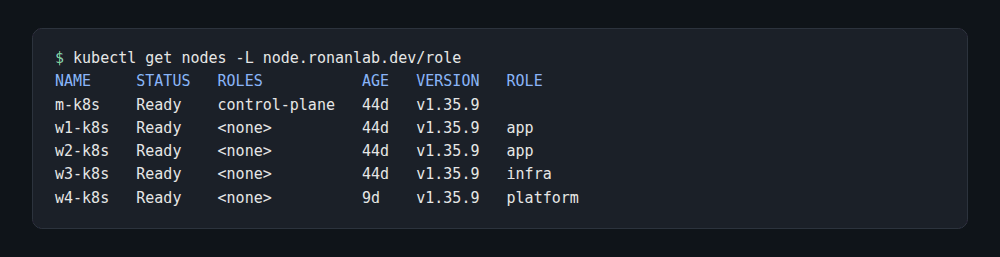 $ kubectl get nodes -L node.ronanlab.dev/role
NAME     STATUS   ROLES           AGE   VERSION   ROLE
m-k8s    Ready    control-plane   44d   v1.35.9
w1-k8s   Ready    <none>          44d   v1.35.9   app
w2-k8s   Ready    <none>          44d   v1.35.9   app
w3-k8s   Ready    <none>          44d   v1.35.9   infra
w4-k8s   Ready    <none>          9d    v1.35.9   platform